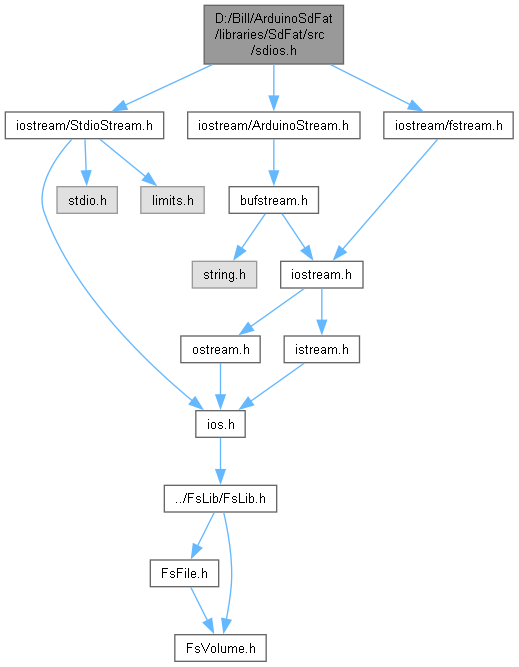 D:/Bill/ArduinoSdFat
/libraries/SdFat/src
/sdios.h
iostream/StdioStream.h
iostream/ArduinoStream.h
iostream/fstream.h
stdio.h
limits.h
bufstream.h
string.h
iostream.h
ostream.h
istream.h
ios.h
../FsLib/FsLib.h
FsFile.h
FsVolume.h